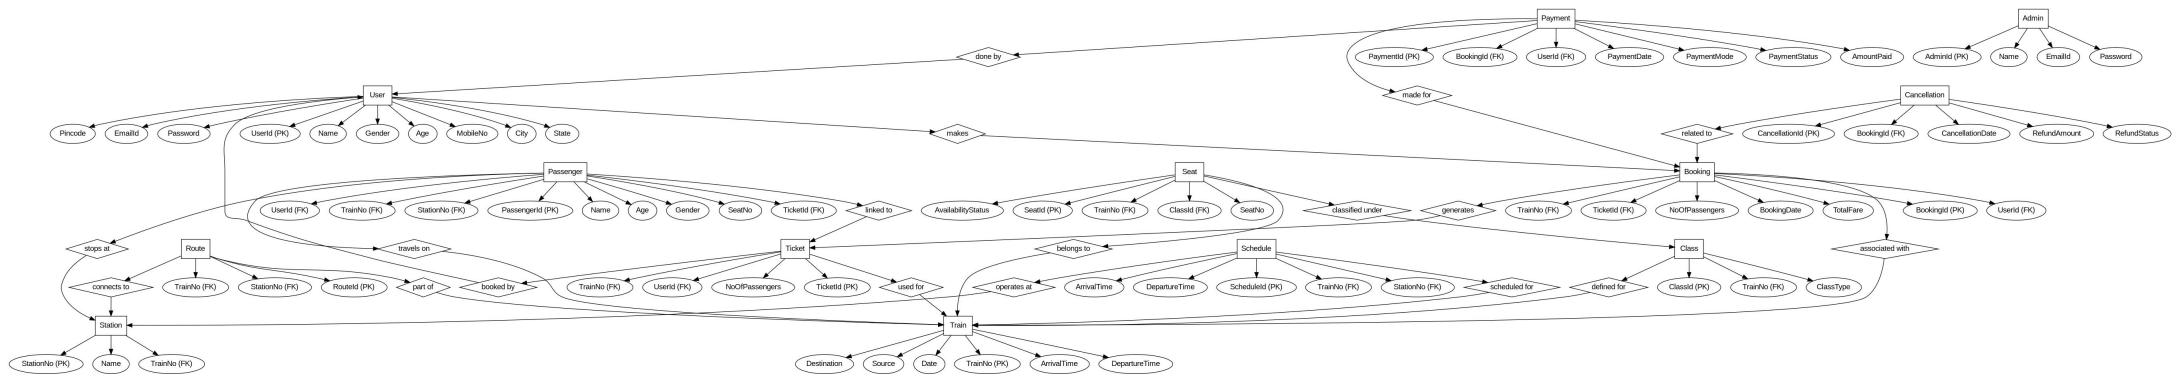 Payment
Admin
done by
PaymentId (PK)
BookingId (FK)
UserId (FK)
PaymentDate
PaymentMode
PaymentStatus
AmountPaid
AdminId (PK)
Name
EmailId
Password
User
made for
Cancellation
Pincode
EmailId
Password
UserId (PK)
Name
Gender
Age
MobileNo
City
State
makes
related to
CancellationId (PK)
BookingId (FK)
CancellationDate
RefundAmount
RefundStatus
Passenger
Seat
Booking
UserId (FK)
TrainNo (FK)
StationNo (FK)
PassengerId (PK)
Name
Age
Gender
SeatNo
TicketId (FK)
linked to
AvailabilityStatus
SeatId (PK)
TrainNo (FK)
ClassId (FK)
SeatNo
classified under
generates
TrainNo (FK)
TicketId (FK)
NoOfPassengers
BookingDate
TotalFare
BookingId (PK)
UserId (FK)
stops at
Route
travels on
Ticket
belongs to
Schedule
Class
associated with
connects to
TrainNo (FK)
StationNo (FK)
RouteId (PK)
part of
booked by
TrainNo (FK)
UserId (FK)
NoOfPassengers
TicketId (PK)
used for
operates at
ArrivalTime
DepartureTime
ScheduleId (PK)
TrainNo (FK)
StationNo (FK)
scheduled for
defined for
ClassId (PK)
TrainNo (FK)
ClassType
Station
Train
StationNo (PK)
Name
TrainNo (FK)
Destination
Source
Date
TrainNo (PK)
ArrivalTime
DepartureTime